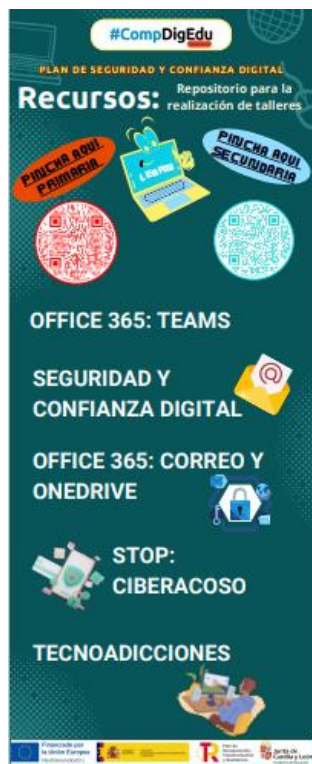 #CompDigEdu
PLAN DE SEGURIDAD Y CONFIANZA DIGITAL
Recursos: Repositorio para la
realización de talleres
PINCHA AQUÍ
PRIMARIA
PINCHA AQUÍ
SECUNDARIA
OFFICE 365: TEAMS
SEGURIDAD Y
CONFIANZA DIGITAL
OFFICE 365: CORREO Y
ONEDRIVE
STOP:
CIBERACOSO
TECNOADICCIONES
Financiado por
la Unión Europea
Junta de
Castilla y León